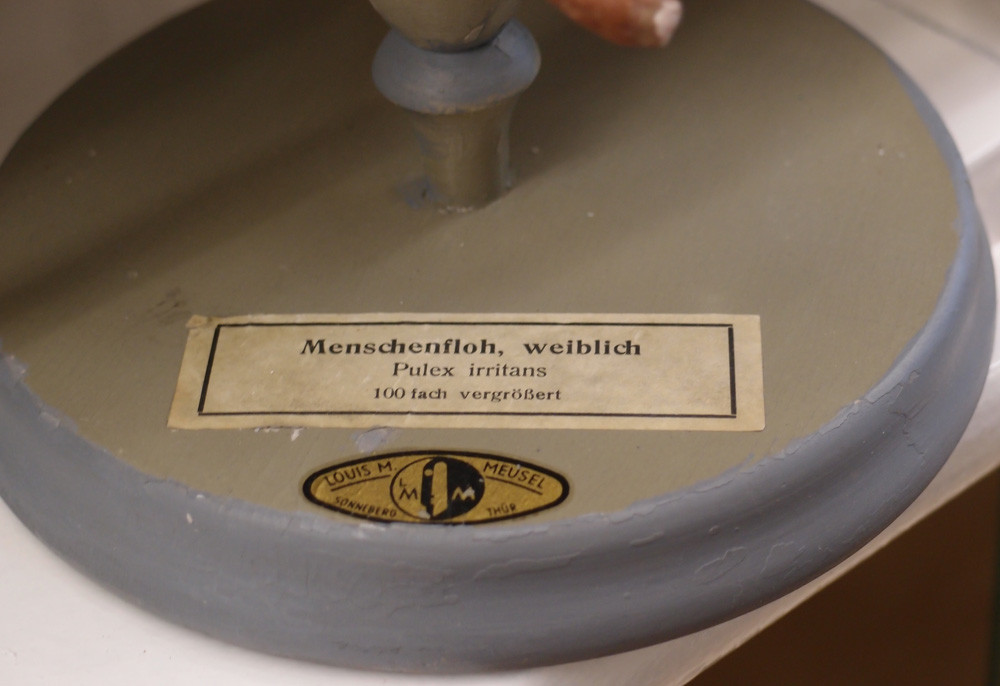 Menschenfloh, weiblich
Pulex irritans
100 fach vergrößert
LOUIS M. MEUSEL
L M M
SONNEBERG THÜR